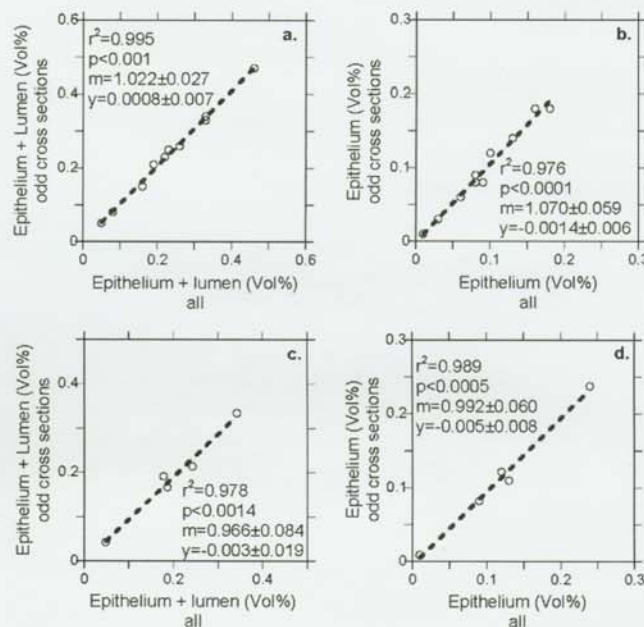 a.
0.6
0.4
0.2
0
r²=0.995
p<0.001
m=1.022±0.027
y=0.0008±0.007
Epithelium + Lumen (Vol%)
odd cross sections
0 0.2 0.4 0.6
Epithelium + lumen (Vol%)
all
b.
0.3
0.2
0.1
0
r²=0.976
p<0.0001
m=1.070±0.059
y=-0.0014±0.006
Epithelium (Vol%)
odd cross sections
0 0.1 0.2 0.3
Epithelium (Vol%)
all
c.
0.4
0.2
0
r²=0.978
p<0.0014
m=0.966±0.084
y=-0.003±0.019
Epithelium + Lumen (Vol%)
odd cross sections
0 0.2 0.4
Epithelium + lumen (Vol%)
all
d.
0.3
0.2
0.1
0
r²=0.989
p<0.0005
m=0.992±0.060
y=-0.005±0.008
Epithelium (Vol%)
odd cross sections
0 0.1 0.2 0.3
Epithelium (Vol%)
all